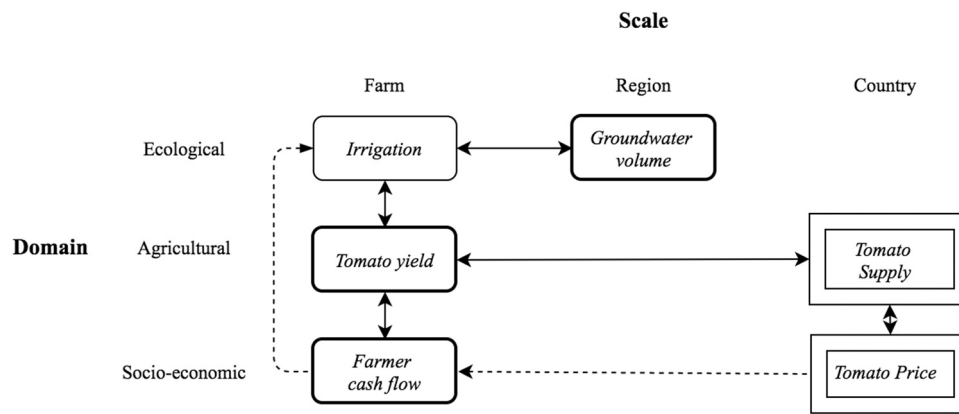 Scale
Farm Region Country
Ecological
Irrigation
Groundwater
volume
Domain
Agricultural
Tomato yield
Tomato
Supply
Socio-economic
Farmer
cash flow
Tomato Price